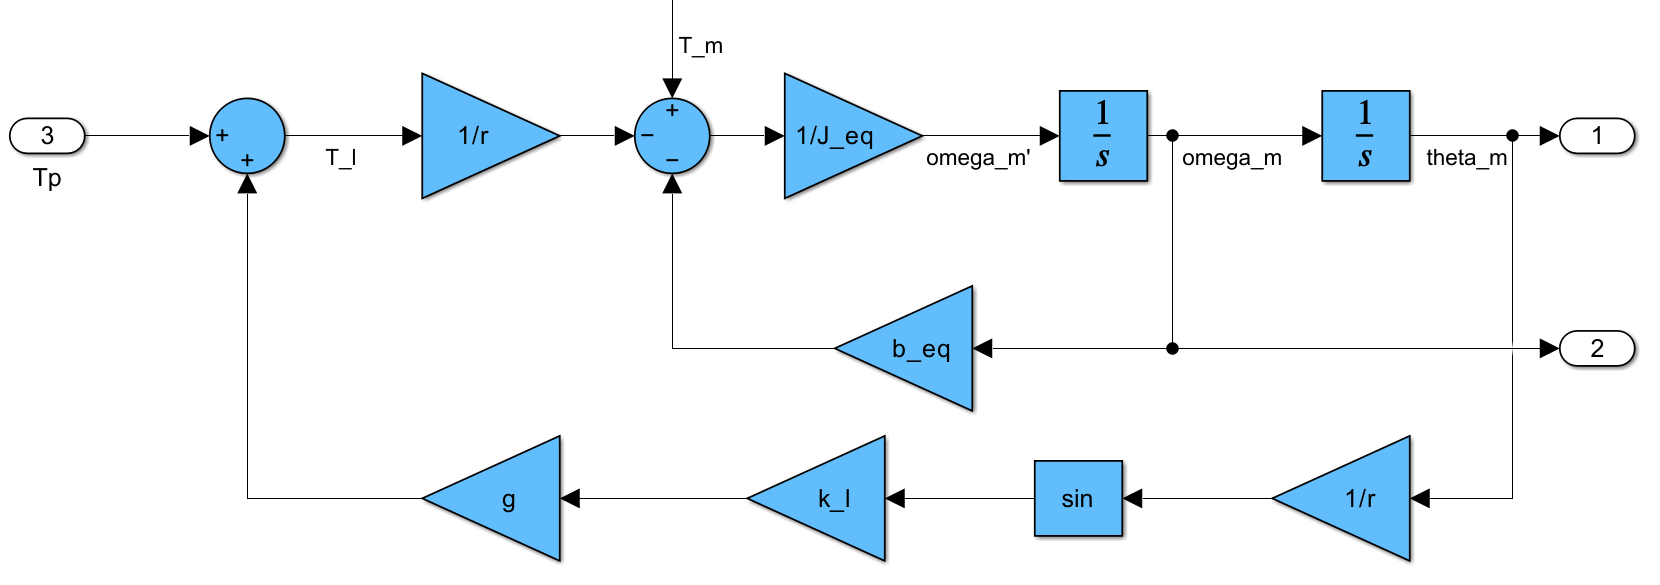 T_m
3
+
+
T_l
1/r
+
−
−
1/J_eq
omega_m'
1
s
omega_m
1
s
theta_m
1
Tp
b_eq
2
g
k_l
sin
1/r